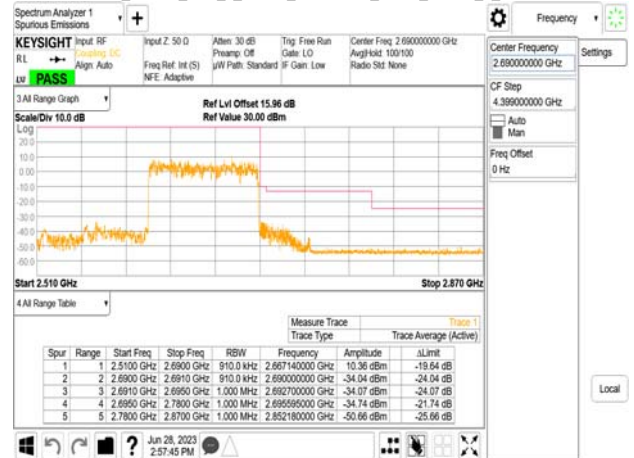 Spectrum Analyzer 1
Spurious Emissions
Frequency
KEYSIGHT Input: RF
Coupling: DC
Align: Auto
Input Z: 50 Ω
Freq Ref: Int (S)
NFE: Adaptive
Atten: 30 dB
Preamp: Off
µW Path: Standard
Trig: Free Run
Gate: LO
IF Gain: Low
Center Freq: 2.690000000 GHz
Avg|Hold: 100/100
Radio Std: None
R L
LV PASS
Center Frequency
2.690000000 GHz
Settings
CF Step
4.399000000 GHz
Auto
Man
Freq Offset
0 Hz
Local
3 All Range Graph
Scale/Div 10.0 dB
Ref Lvl Offset 15.96 dB
Ref Value 30.00 dBm
Log
20.0
10.0
0.00
-10.0
-20.0
-30.0
-40.0
-50.0
-60.0
Start 2.510 GHz
Stop 2.870 GHz
4 All Range Table
Measure Trace Trace 1
Trace Type Trace Average (Active)
Spur Range Start Freq Stop Freq RBW Frequency Amplitude ΔLimit
1 1 2.5100 GHz 2.6900 GHz 910.0 kHz 2.667140000 GHz 10.36 dBm -19.64 dB
2 2 2.6900 GHz 2.6910 GHz 910.0 kHz 2.690000000 GHz -34.04 dBm -24.04 dB
3 3 2.6910 GHz 2.6950 GHz 1.000 MHz 2.692700000 GHz -34.07 dBm -24.07 dB
4 4 2.6950 GHz 2.7800 GHz 1.000 MHz 2.695595000 GHz -34.74 dBm -21.74 dB
5 5 2.7800 GHz 2.8700 GHz 1.000 MHz 2.852180000 GHz -50.66 dBm -25.66 dB
Jun 28, 2023
2:57:45 PM